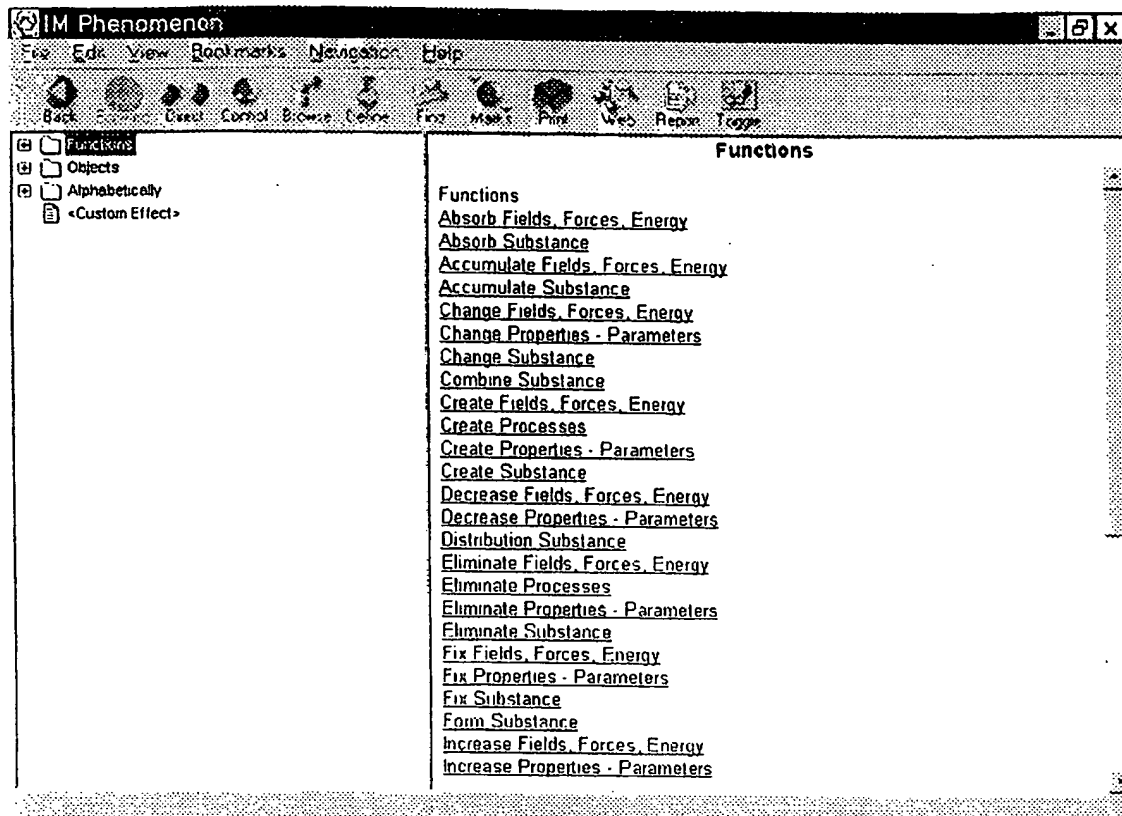 IM Phenomenon
File Edit View Bookmarks Navigation Help
Back Direct Control Browse Define Find Marks Print Web Report Toggle
Functions
Objects
Alphabetically
<Custom Effect>
Functions
Functions
Absorb Fields, Forces, Energy
Absorb Substance
Accumulate Fields, Forces, Energy
Accumulate Substance
Change Fields, Forces, Energy
Change Properties - Parameters
Change Substance
Combine Substance
Create Fields, Forces, Energy
Create Processes
Create Properties - Parameters
Create Substance
Decrease Fields, Forces, Energy
Decrease Properties - Parameters
Distribution Substance
Eliminate Fields, Forces, Energy
Eliminate Processes
Eliminate Properties - Parameters
Eliminate Substance
Fix Fields, Forces, Energy
Fix Properties - Parameters
Fix Substance
Form Substance
Increase Fields, Forces, Energy
Increase Properties - Parameters